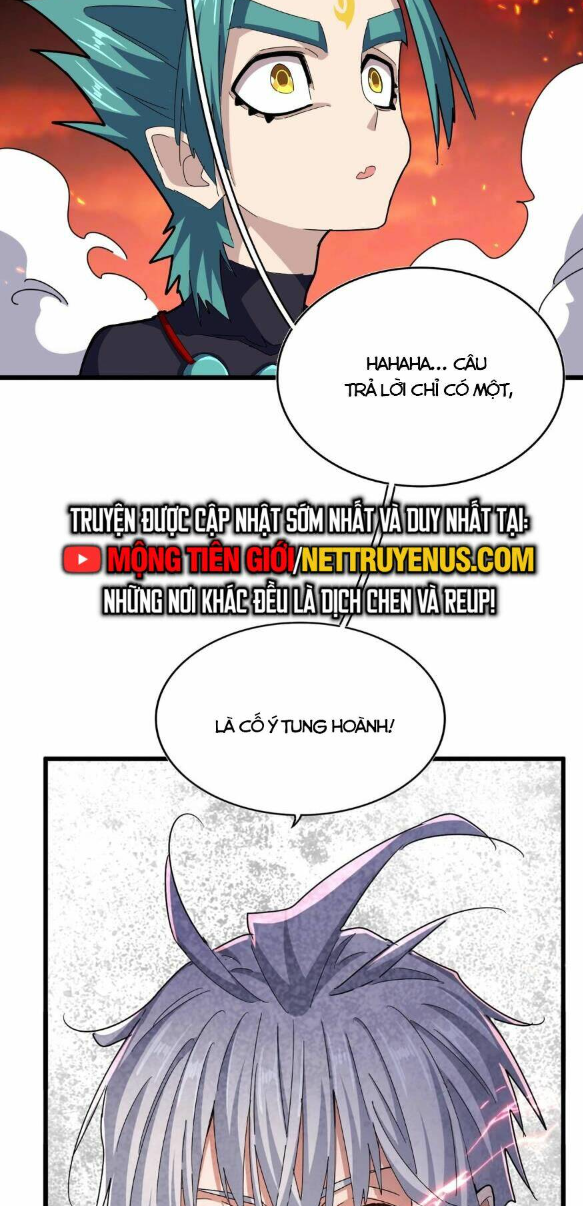 HAHAHA... CÂU
TRẢ LỜI CHỈ CÓ MỘT,
TRUYỆN ĐƯỢC CẬP NHẬT SỚM NHẤT VÀ DUY NHẤT TẠI:
MỘNG TIÊN GIỚI/NETTRUYENUS.COM
NHỮNG NƠI KHÁC ĐỀU LÀ DỊCH CHEN VÀ REUP!
LÀ CỐ Ý TUNG HOÀNH!